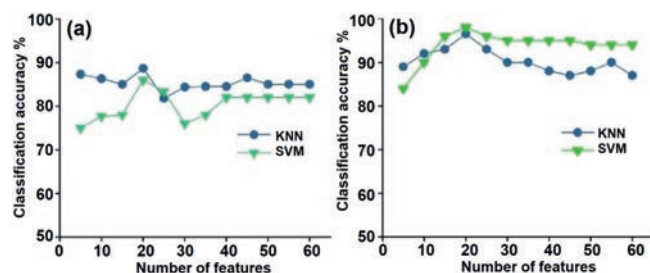 (a)
Classification accuracy %
100
90
80
70
60
50
KNN
SVM
0 10 20 30 40 50 60
Number of features
(b)
Classification accuracy %
100
90
80
70
60
50
KNN
SVM
0 10 20 30 40 50 60
Number of features